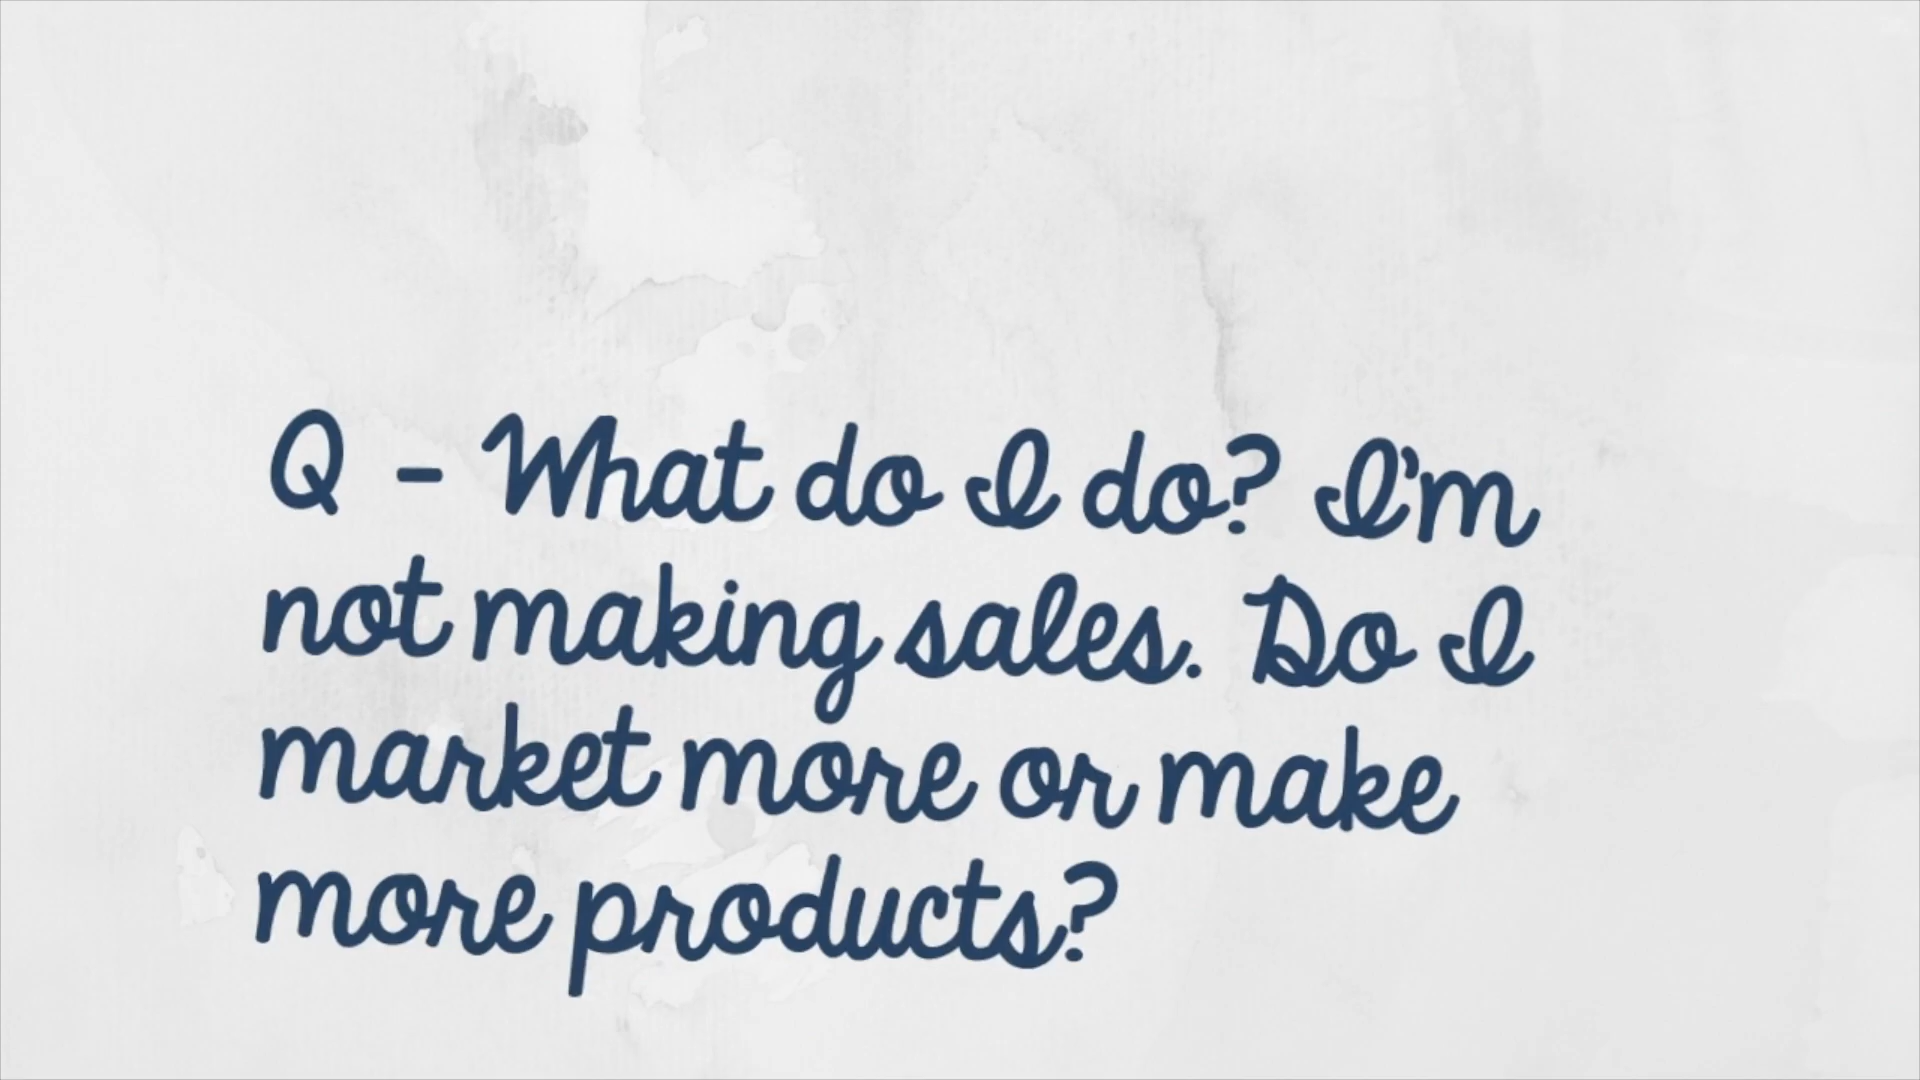 Q - What do I do? I'm
not making sales. Do I
market more or make
more products?